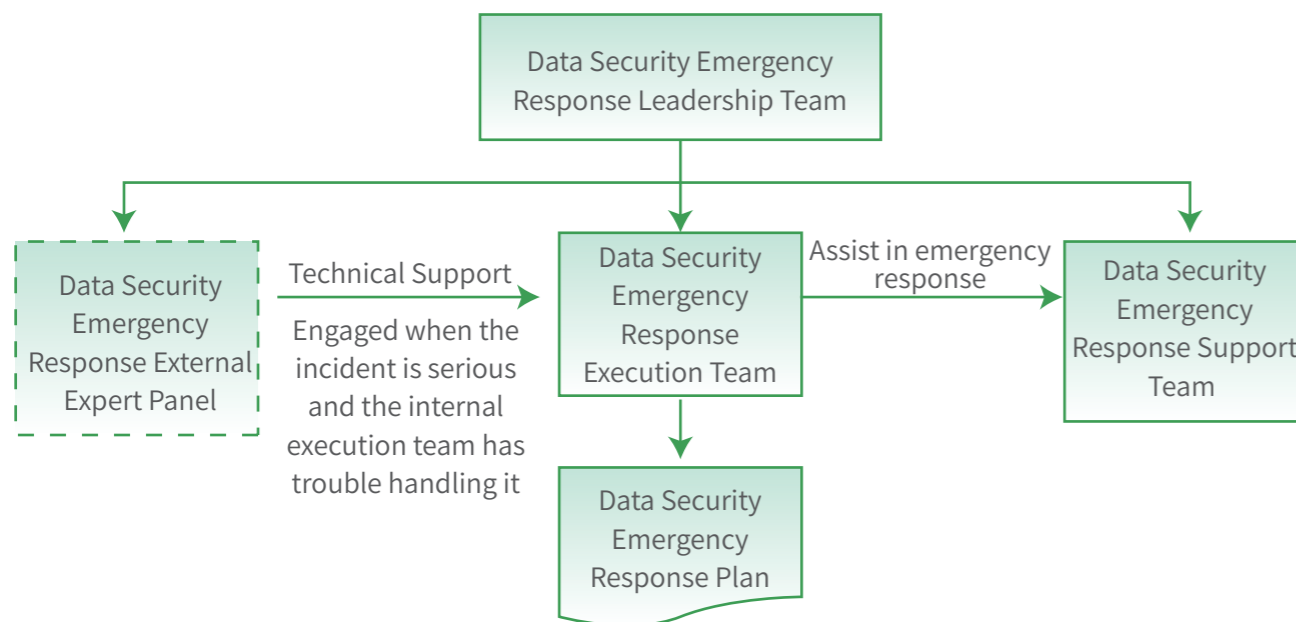 Data Security Emergency
Response Leadership Team
Data Security
Emergency
Response External
Expert Panel
Technical Support
Engaged when the
incident is serious
and the internal
execution team has
trouble handling it
Data Security
Emergency
Response
Execution Team
Assist in emergency
response
Data Security
Emergency
Response Support
Team
Data Security
Emergency
Response Plan